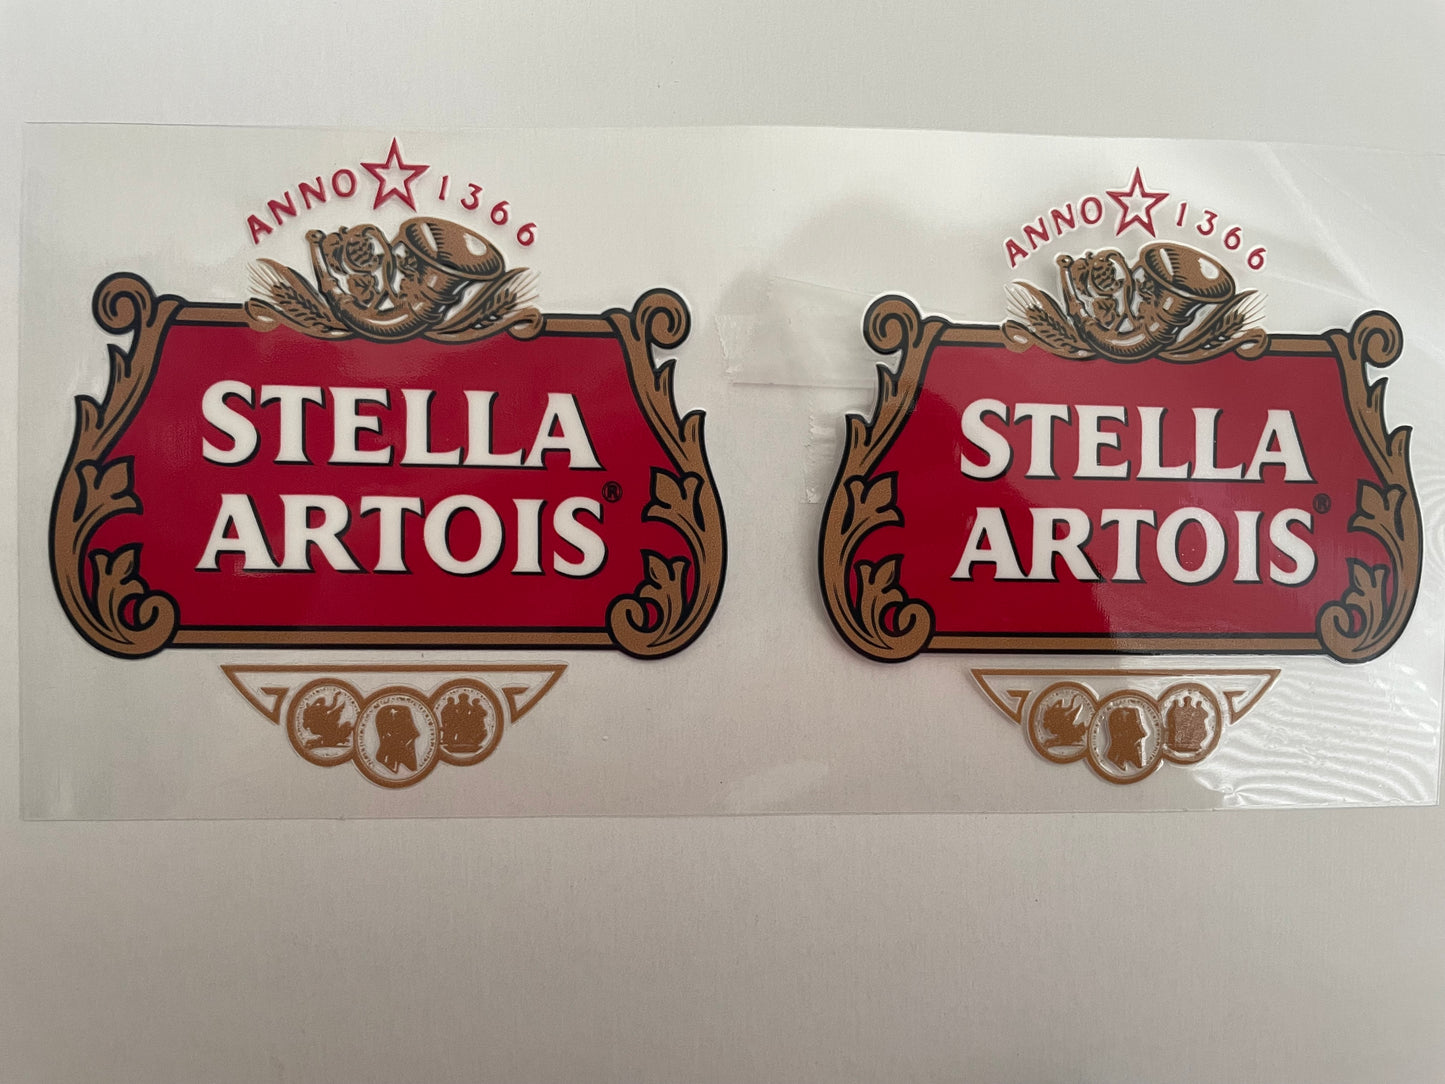 ANNO ☆ 1366
STELLA
ARTOIS®
ANNO ☆ 1366
STELLA
ARTOIS®